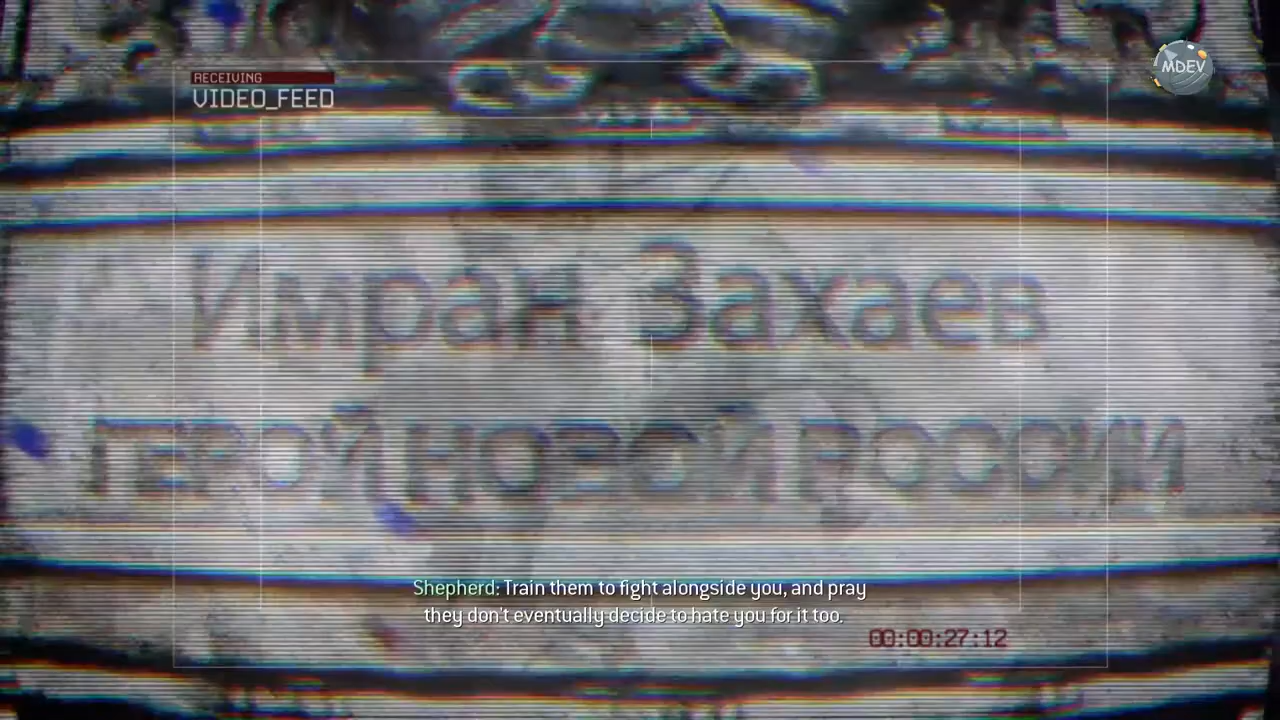 RECEIVING
VIDEO_FEED
MDEV
Имран Захаев
ГЕРОЙ НОВОЙ РОССИИ
Shepherd: Train them to fight alongside you, and pray
they don't eventually decide to hate you for it too.
00:00:27:12